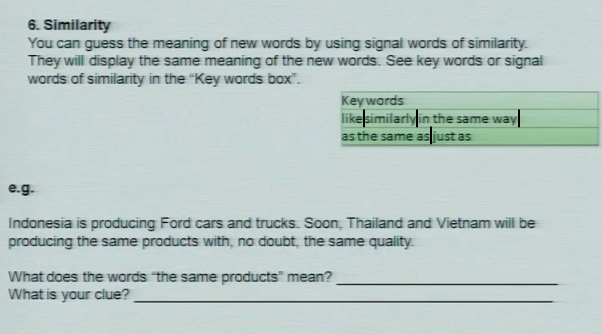 6. Similarity
You can guess the meaning of new words by using signal words of similarity.
They will display the same meaning of the new words. See key words or signal
words of similarity in the “Key words box”.
Key words
like similarly in the same way
as the same as just as
e.g.
Indonesia is producing Ford cars and trucks. Soon, Thailand and Vietnam will be
producing the same products with, no doubt, the same quality.
What does the words “the same products” mean?
What is your clue?